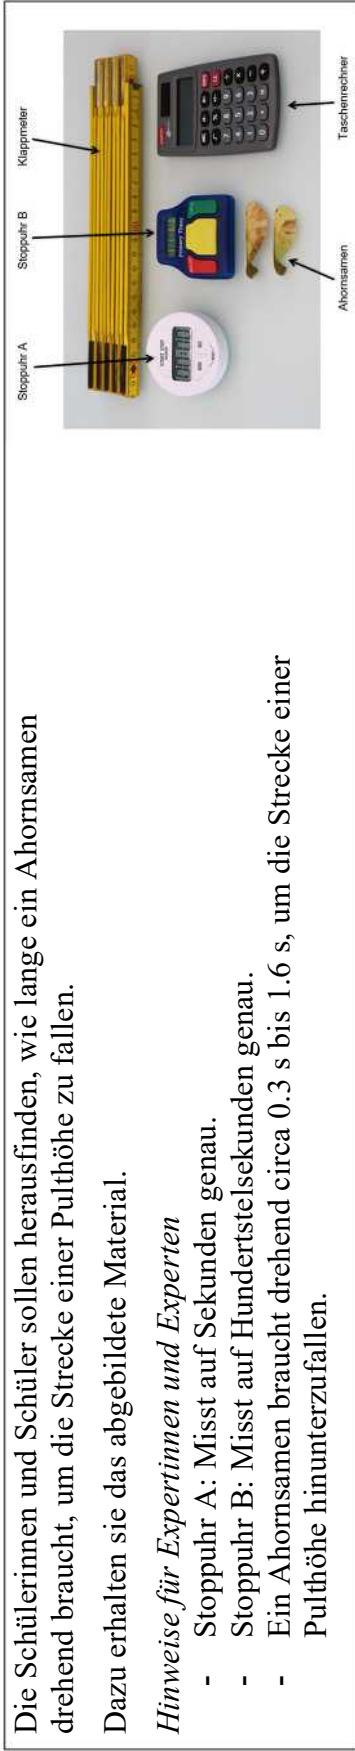 Die Schülerinnen und Schüler sollen herausfinden, wie lange ein Ahornsamen
drehend braucht, um die Strecke einer Pulthöhe zu fallen.
Dazu erhalten sie das abgebildete Material.
Hinweise für Expertinnen und Experten
- Stoppuhr A: Misst auf Sekunden genau.
- Stoppuhr B: Misst auf Hundertstelsekunden genau.
- Ein Ahornsamen braucht drehend circa 0.3 s bis 1.6 s, um die Strecke einer
Pulthöhe hinunterzufallen.
Stoppuhr A
Stoppuhr B
Klappmeter
Ahornsamen
Taschenrechner